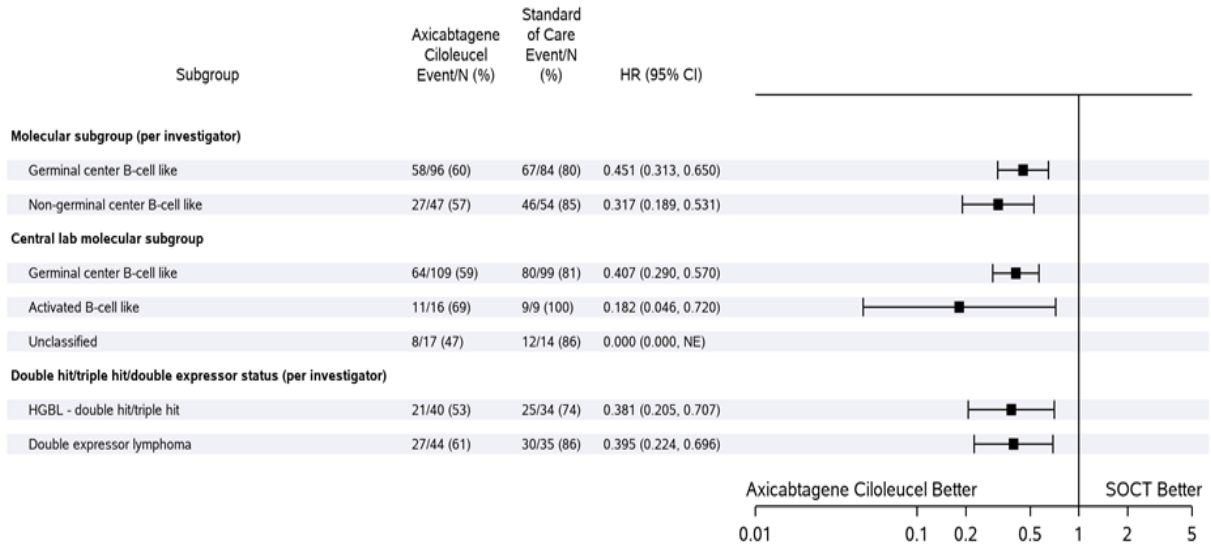 Subgroup
Axicabtagene
Ciloleucel
Event/N (%)
Standard
of Care
Event/N
(%)
HR (95% CI)
Molecular subgroup (per investigator)
Germinal center B-cell like 58/96 (60) 67/84 (80) 0.451 (0.313, 0.650)
Non-germinal center B-cell like 27/47 (57) 46/54 (85) 0.317 (0.189, 0.531)
Central lab molecular subgroup
Germinal center B-cell like 64/109 (59) 80/99 (81) 0.407 (0.290, 0.570)
Activated B-cell like 11/16 (69) 9/9 (100) 0.182 (0.046, 0.720)
Unclassified 8/17 (47) 12/14 (86) 0.000 (0.000, NE)
Double hit/triple hit/double expressor status (per investigator)
HGBL - double hit/triple hit 21/40 (53) 25/34 (74) 0.381 (0.205, 0.707)
Double expressor lymphoma 27/44 (61) 30/35 (86) 0.395 (0.224, 0.696)
Axicabtagene Ciloleucel Better SOCT Better
0.01 0.1 0.2 0.5 1 2 5